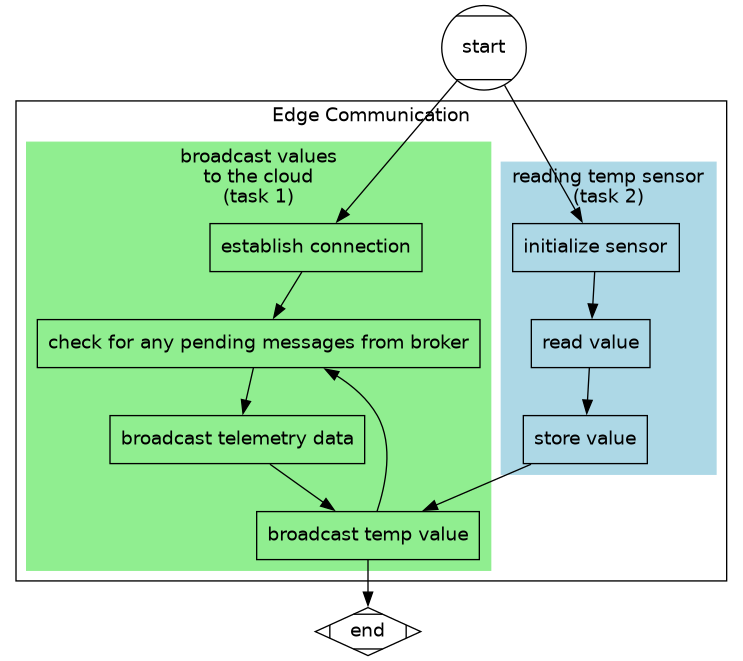 start
Edge Communication
broadcast values
to the cloud
(task 1)
reading temp sensor
(task 2)
establish connection
initialize sensor
check for any pending messages from broker
read value
broadcast telemetry data
store value
broadcast temp value
end